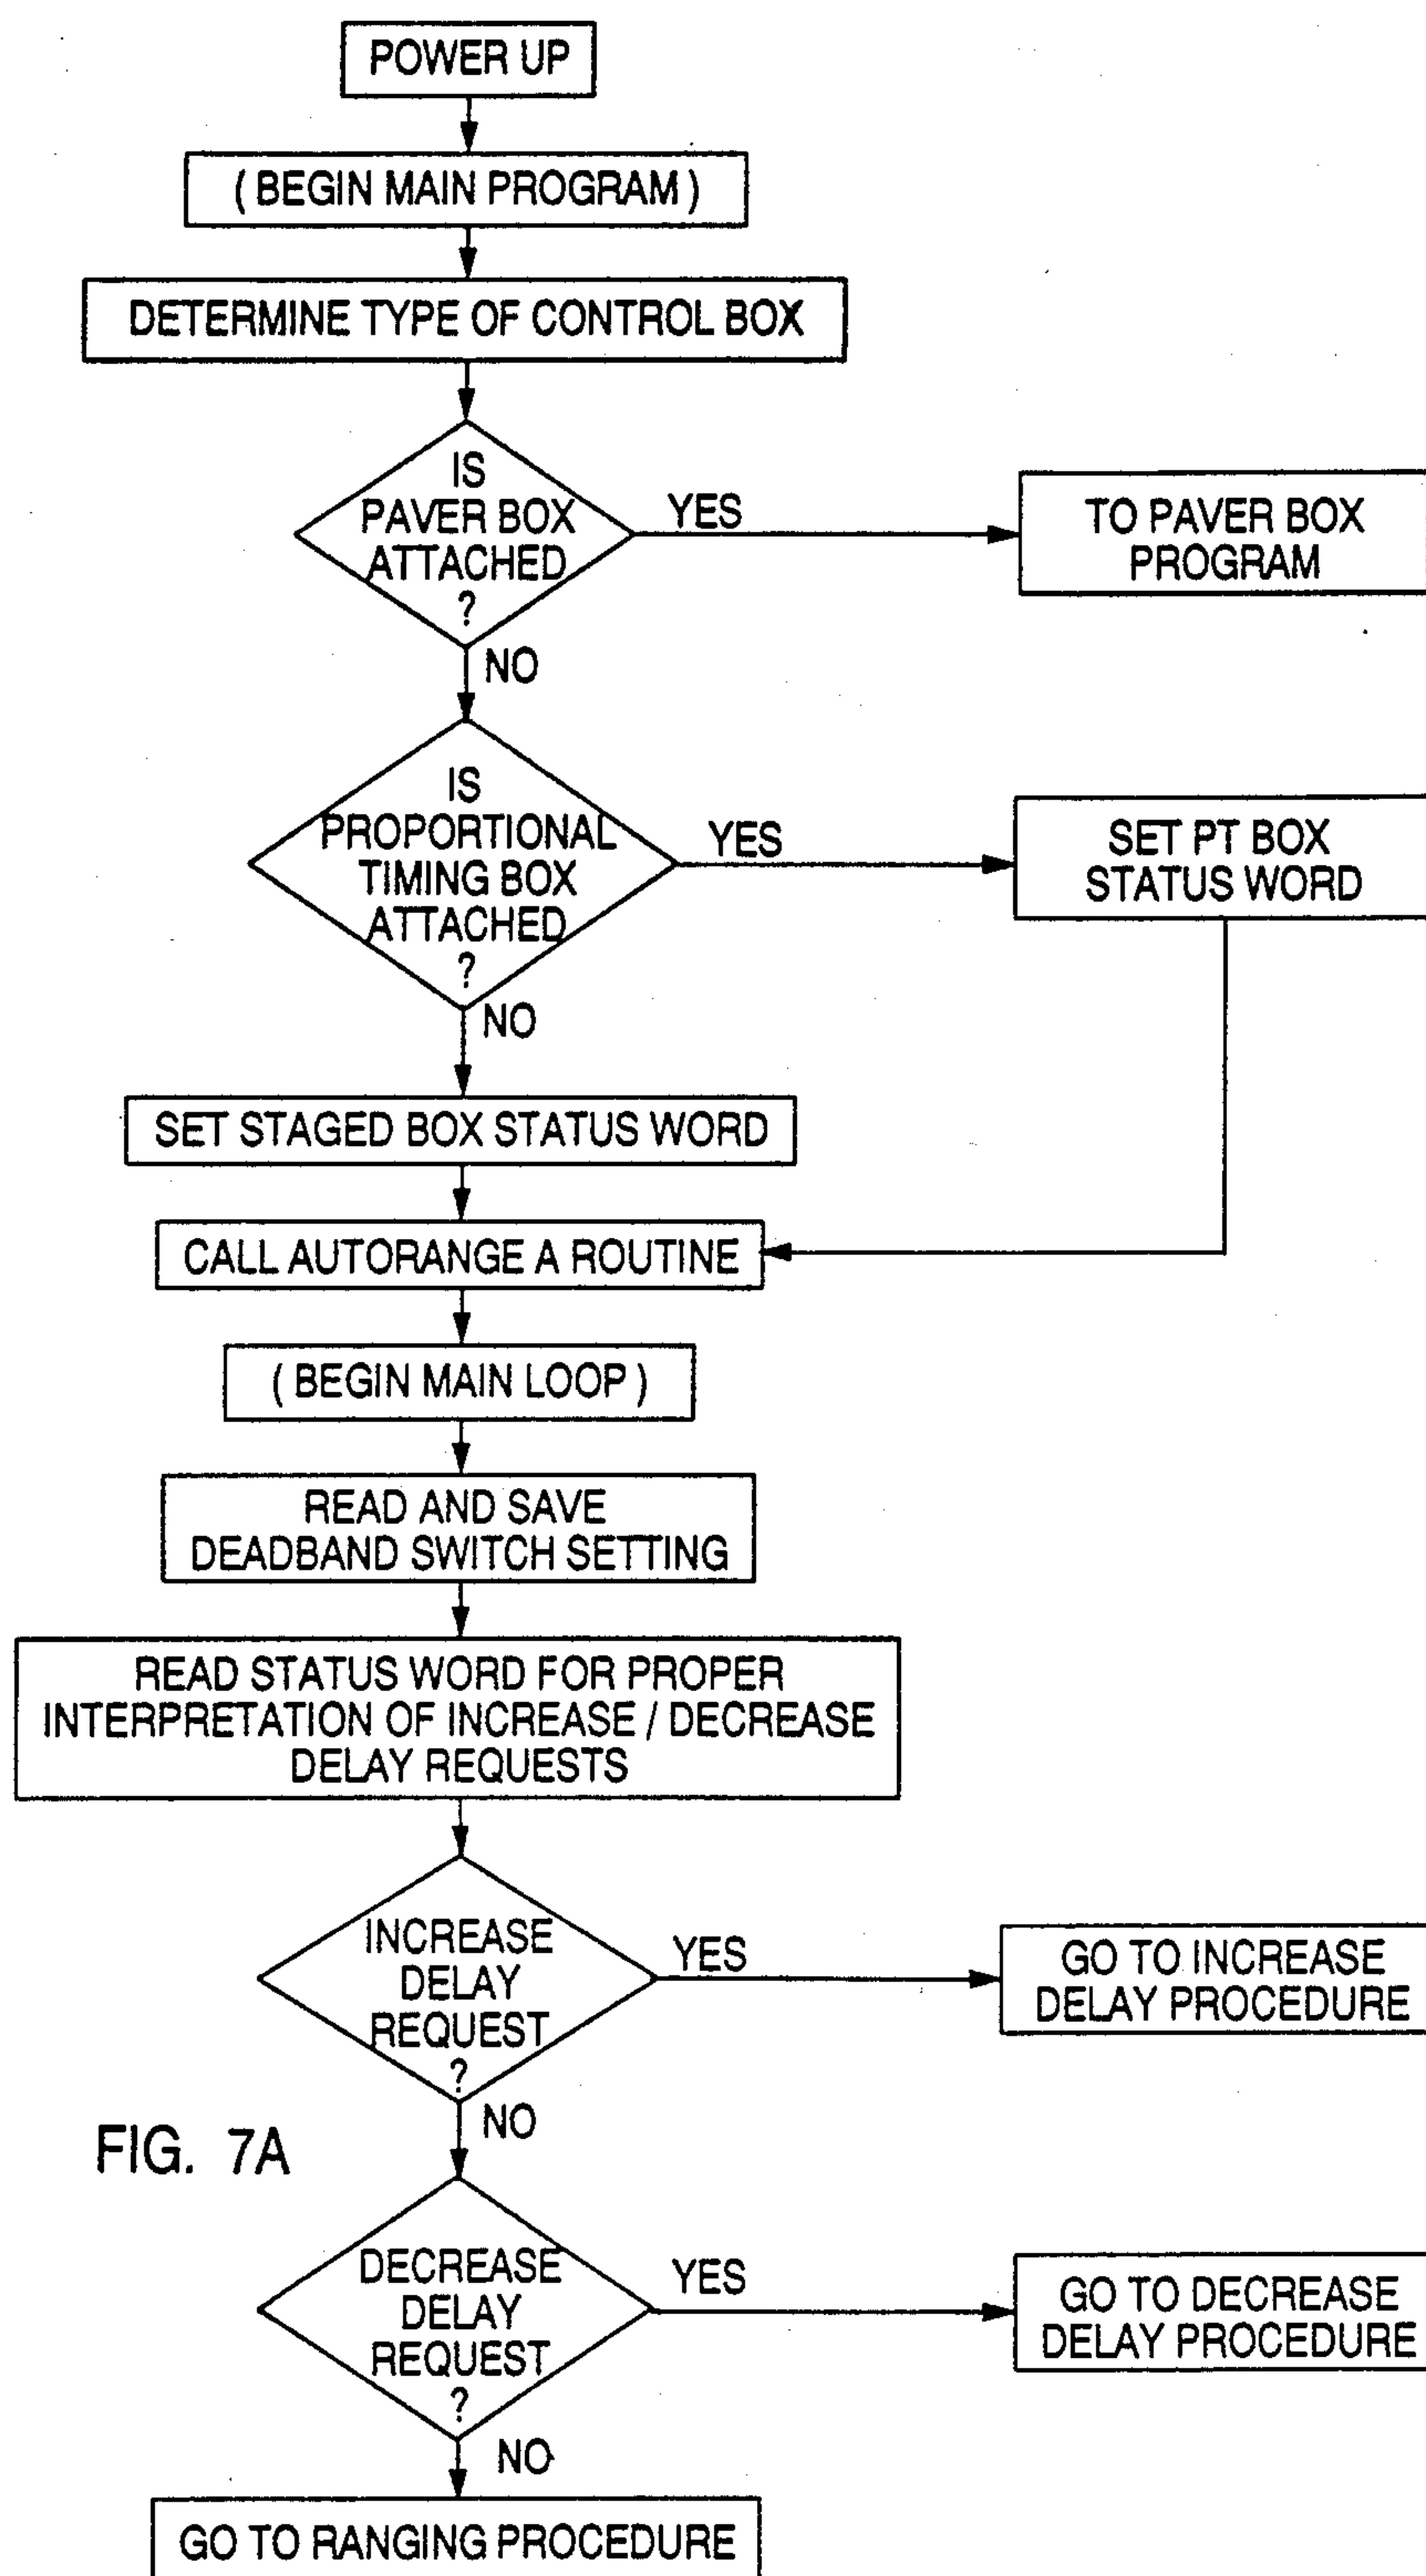 POWER UP
( BEGIN MAIN PROGRAM )
DETERMINE TYPE OF CONTROL BOX
IS
PAVER BOX
ATTACHED
?
YES
TO PAVER BOX
PROGRAM
NO
IS
PROPORTIONAL
TIMING BOX
ATTACHED
?
YES
SET PT BOX
STATUS WORD
NO
SET STAGED BOX STATUS WORD
CALL AUTORANGE A ROUTINE
( BEGIN MAIN LOOP )
READ AND SAVE
DEADBAND SWITCH SETTING
READ STATUS WORD FOR PROPER
INTERPRETATION OF INCREASE / DECREASE
DELAY REQUESTS
INCREASE
DELAY
REQUEST
?
YES
GO TO INCREASE
DELAY PROCEDURE
NO
FIG. 7A
DECREASE
DELAY
REQUEST
?
YES
GO TO DECREASE
DELAY PROCEDURE
NO
GO TO RANGING PROCEDURE